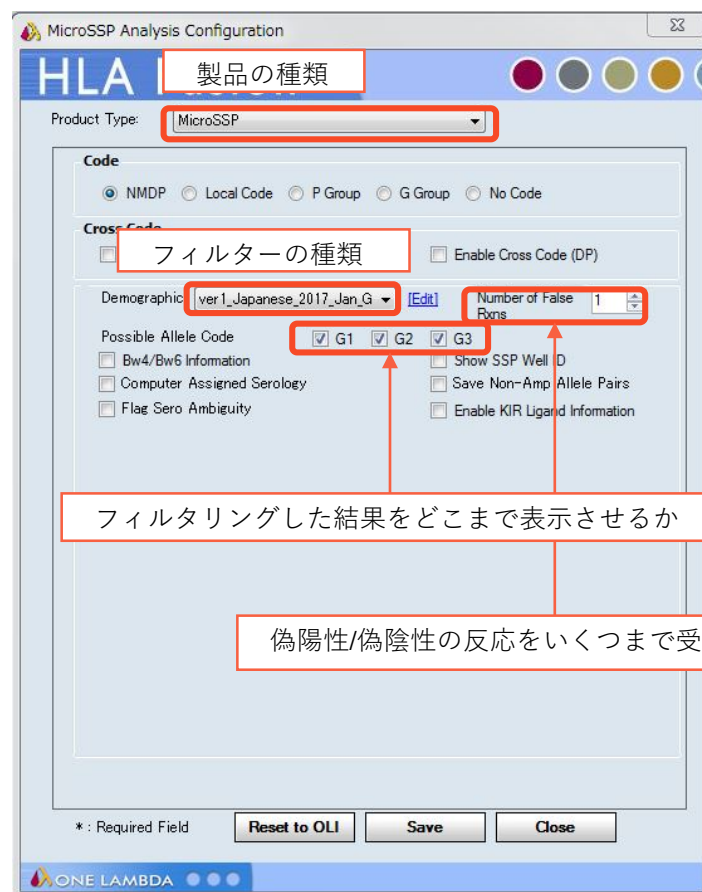 MicroSSP Analysis Configuration
HLA
製品の種類
Product Type:
MicroSSP
Code
NMDP
Local Code
P Group
G Group
No Code
Cross Code
フィルターの種類
Enable Cross Code (DP)
Demographic
ver1_Japanese_2017_Jan_G
[Edit]
Number of False
Rxns
1
Possible Allele Code
G1
G2
G3
Bw4/Bw6 Information
Show SSP Well ID
Computer Assigned Serology
Save Non-Amp Allele Pairs
Flag Sero Ambiguity
Enable KIR Ligand Information
フィルタリングした結果をどこまで表示させるか
偽陽性/偽陰性の反応をいくつまで受
* : Required Field
Reset to OLI
Save
Close
ONE LAMBDA